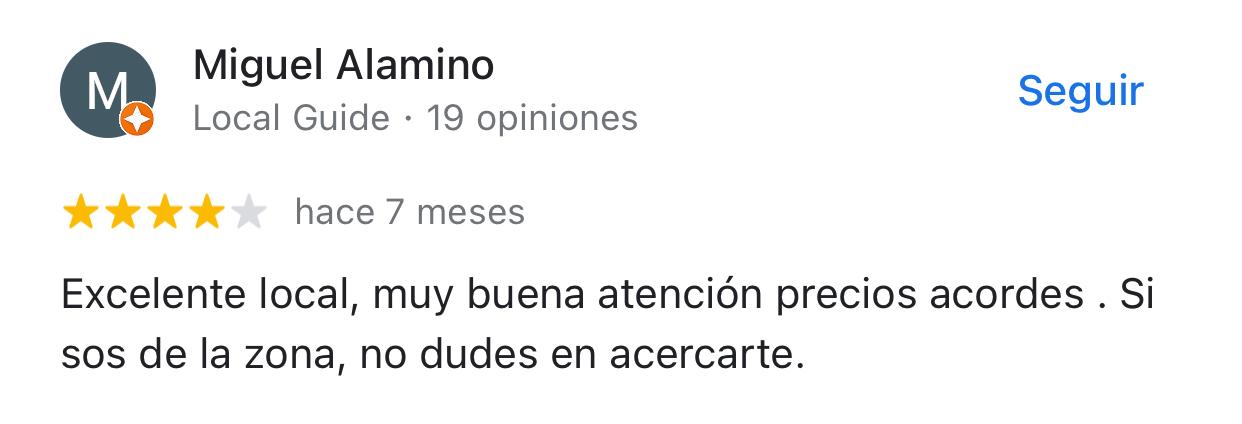 M
Miguel Alamino
Local Guide · 19 opiniones
Seguir
hace 7 meses
Excelente local, muy buena atención precios acordes . Si
sos de la zona, no dudes en acercarte.